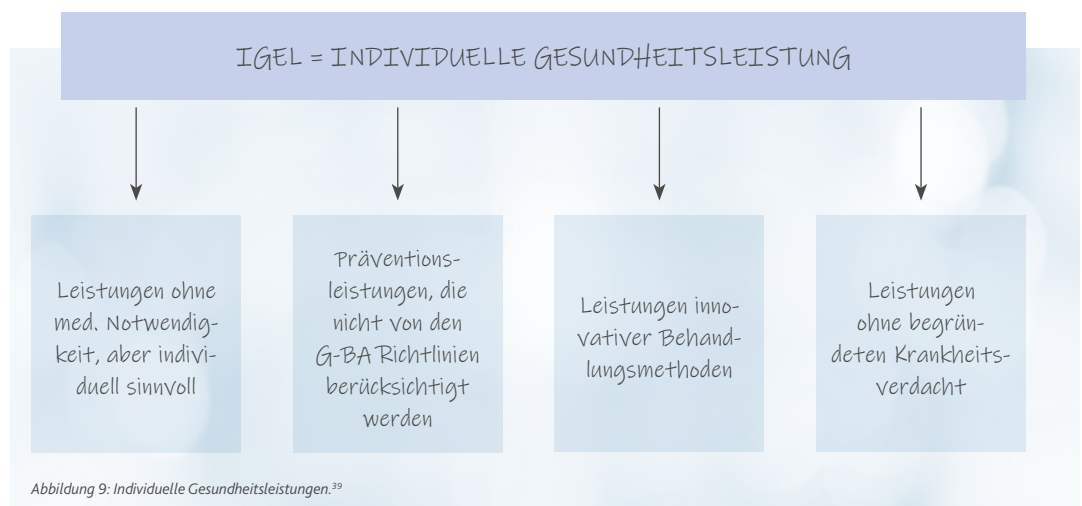 IGEL = INDIVIDUELLE GESUNDHEITSLEISTUNG
Leistungen ohne
med. Notwendig-
keit, aber indivi-
duell sinnvoll
Präventions-
leistungen, die
nicht von den
G-BA Richtlinien
berücksichtigt
werden
Leistungen inno-
vativer Behand-
lungsmethoden
Leistungen
ohne begrün-
deten Krankheits-
verdacht
Abbildung 9: Individuelle Gesundheitsleistungen.³⁹